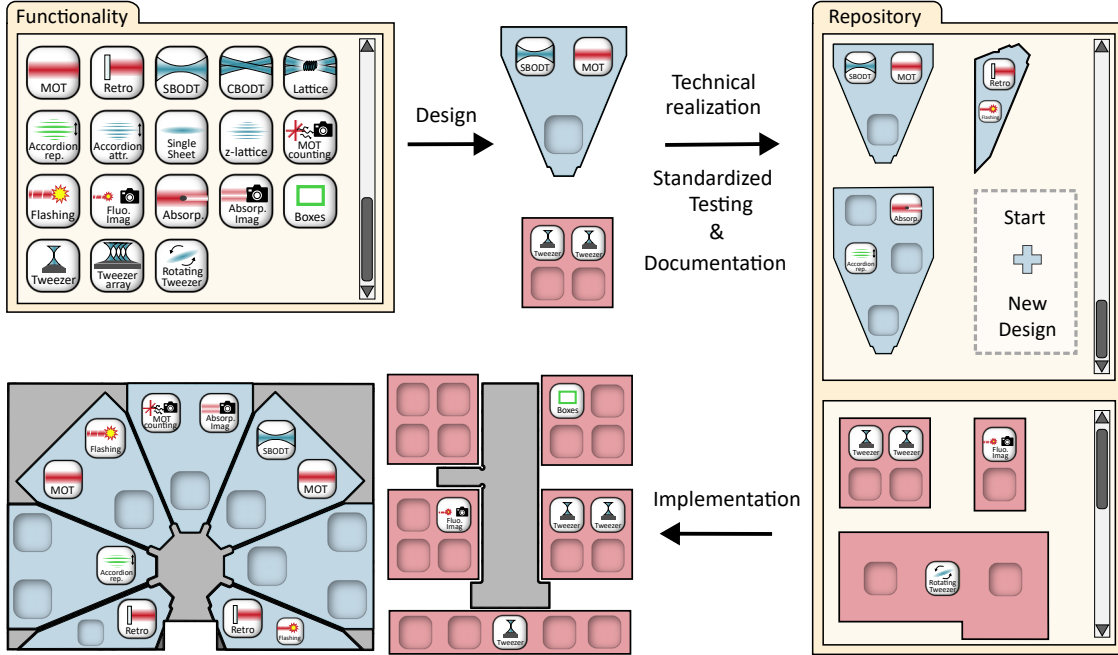 Functionality
MOT
Retro
SBODT
CBODT
Lattice
Accordion
rep.
Accordion
attr.
Single
Sheet
z-lattice
MOT
counting
Flashing
Fluo.
Imag
Absorp.
Absorp.
Imag
Boxes
Tweezer
Tweezer
array
Rotating
Tweezer
Design
SBODT
MOT
Tweezer
Tweezer
Technical
realization
Standardized
Testing
&
Documentation
Repository
SBODT
MOT
Retro
Flashing
Absorp.
Accordion
rep.
Start
New
Design
Tweezer
Tweezer
Fluo.
Imag
Rotating
Tweezer
Implementation
MOT
counting
Absorp.
Imag
Flashing
SBODT
MOT
MOT
Accordion
rep.
Retro
Retro
Flashing
Boxes
Fluo.
Imag
Tweezer
Tweezer
Tweezer